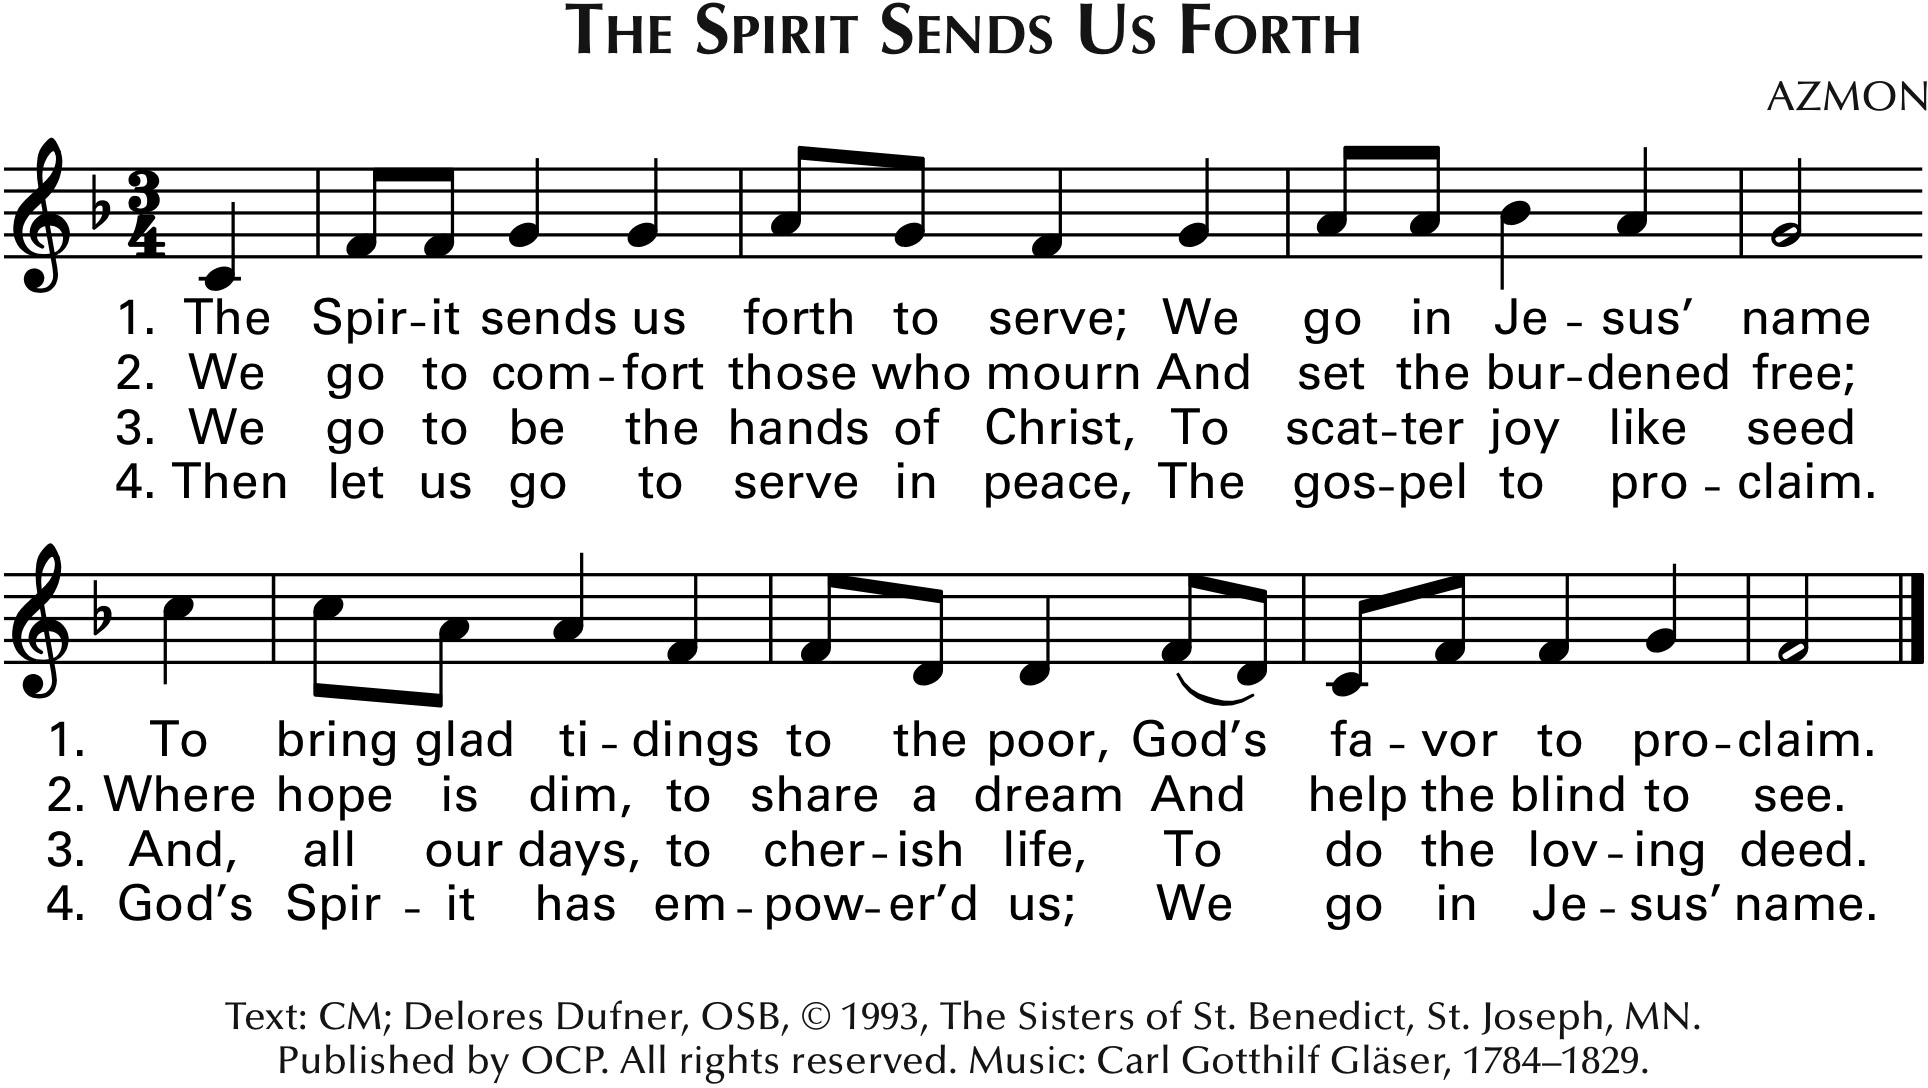 THE SPIRIT SENDS US FORTH
AZMON
3
4
1. The Spir-it sends us forth to serve; We go in Je - sus’ name
2. We go to com-fort those who mourn And set the bur-dened free;
3. We go to be the hands of Christ, To scat-ter joy like seed
4. Then let us go to serve in peace, The gos-pel to pro - claim.
1. To bring glad ti - dings to the poor, God’s fa - vor to pro-claim.
2. Where hope is dim, to share a dream And help the blind to see.
3. And, all our days, to cher-ish life, To do the lov-ing deed.
4. God’s Spir - it has em-pow-er’d us; We go in Je - sus’ name.
Text: CM; Delores Dufner, OSB, © 1993, The Sisters of St. Benedict, St. Joseph, MN.
Published by OCP. All rights reserved. Music: Carl Gotthilf Gläser, 1784–1829.